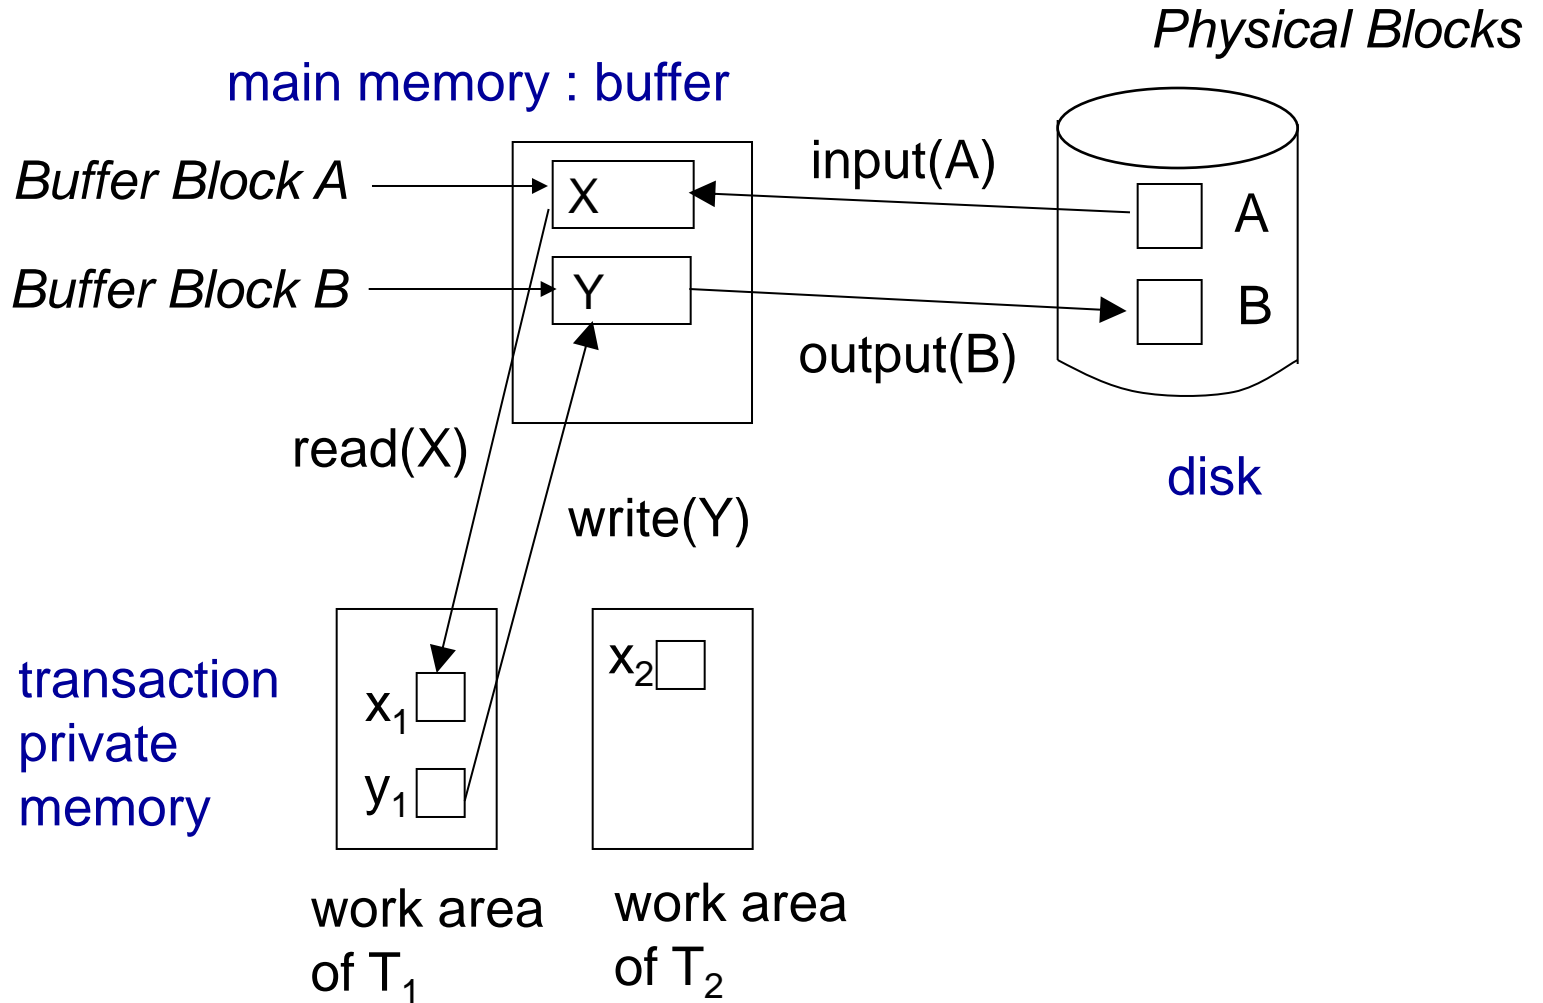 Physical Blocks
main memory : buffer
Buffer Block A
X
input(A)
A
Buffer Block B
Y
B
output(B)
read(X)
disk
write(Y)
transaction
private
memory
x₁
y₁
x₂
work area
of T₁
work area
of T₂